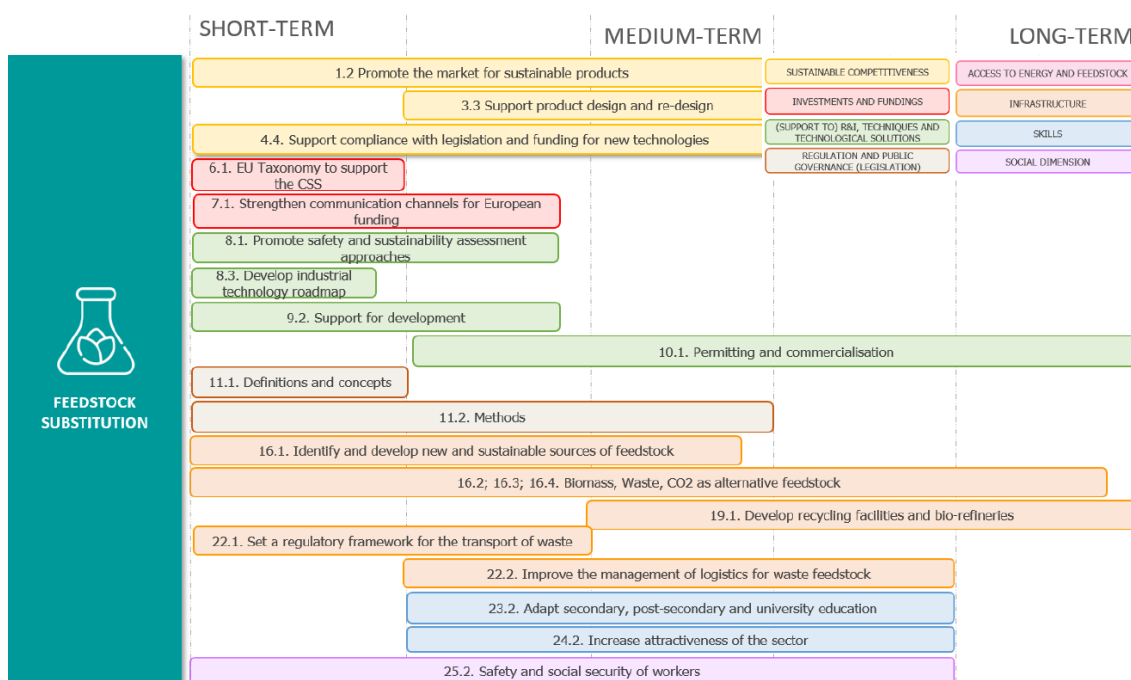 SHORT-TERM
MEDIUM-TERM
LONG-TERM
1.2 Promote the market for sustainable products
SUSTAINABLE COMPETITIVENESS
ACCESS TO ENERGY AND FEEDSTOCK
3.3 Support product design and re-design
INVESTMENTS AND FUNDINGS
INFRASTRUCTURE
4.4. Support compliance with legislation and funding for new technologies
(SUPPORT TO) R&I, TECHNIQUES AND
TECHNOLOGICAL SOLUTIONS
SKILLS
REGULATION AND PUBLIC
GOVERNANCE (LEGISLATION)
SOCIAL DIMENSION
6.1. EU Taxonomy to support
the CSS
7.1. Strengthen communication channels for European
funding
8.1. Promote safety and sustainability assessment
approaches
8.3. Develop industrial
technology roadmap
9.2. Support for development
10.1. Permitting and commercialisation
11.1. Definitions and concepts
FEEDSTOCK
SUBSTITUTION
11.2. Methods
16.1. Identify and develop new and sustainable sources of feedstock
16.2; 16.3; 16.4. Biomass, Waste, CO2 as alternative feedstock
19.1. Develop recycling facilities and bio-refineries
22.1. Set a regulatory framework for the transport of waste
22.2. Improve the management of logistics for waste feedstock
23.2. Adapt secondary, post-secondary and university education
24.2. Increase attractiveness of the sector
25.2. Safety and social security of workers